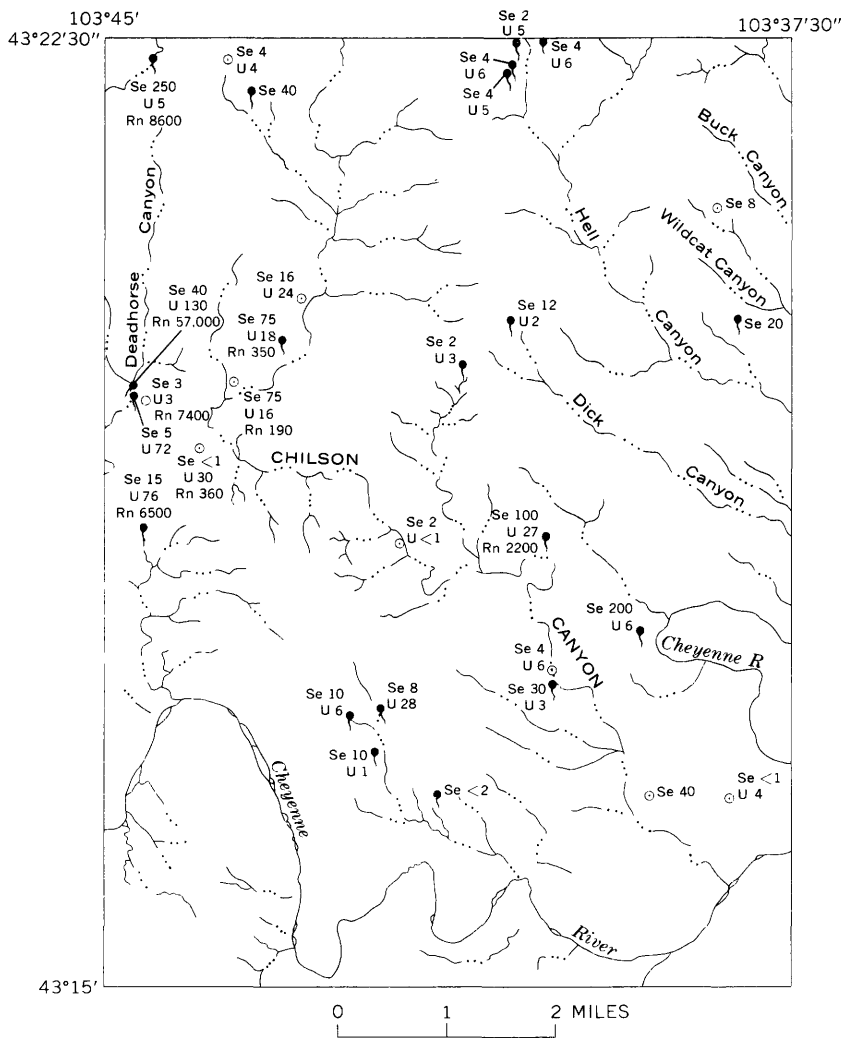 103°45'
103°37'30"
43°22'30"
Se 2
U 5
Se 4
U 4
Se 4
U 6
Se 4
U 6
Se 250
U 5
Rn 8600
Se 40
Se 4
U 5
Buck Canyon
Canyon
Se 8
Hell
Wildcat Canyon
Se 40
U 130
Rn 57.000
Se 16
U 24
Deadhorse
Se 12
U 2
Se 75
U 18
Rn 350
Se 20
Canyon
Se 2
U 3
Se 3
U 3
Rn 7400
Se 75
U 16
Rn 190
Dick
Se 5
U 72
CHILSON
Se <1
U 30
Rn 360
Se 15
U 76
Rn 6500
Canyon
Se 100
U 27
Rn 2200
Se 2
U<1
Se 200
U 6
CANYON
Cheyenne R
Se 4
U 6
Se 30
U 3
Se 10
U 6
Se 8
U 28
Se 10
U 1
Cheyenne
Se <2
Se 40
Se <1
U 4
River
43°15'
0 1 2 MILES